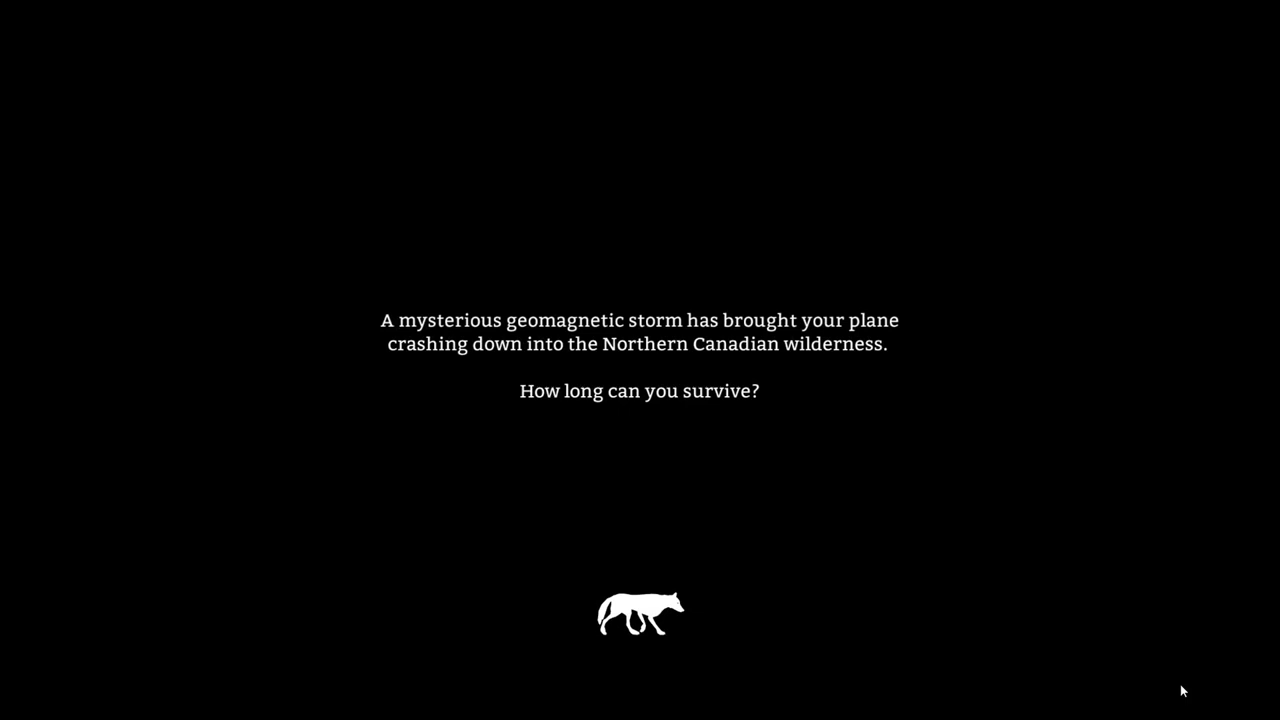 A mysterious geomagnetic storm has brought your plane
crashing down into the Northern Canadian wilderness.
How long can you survive?